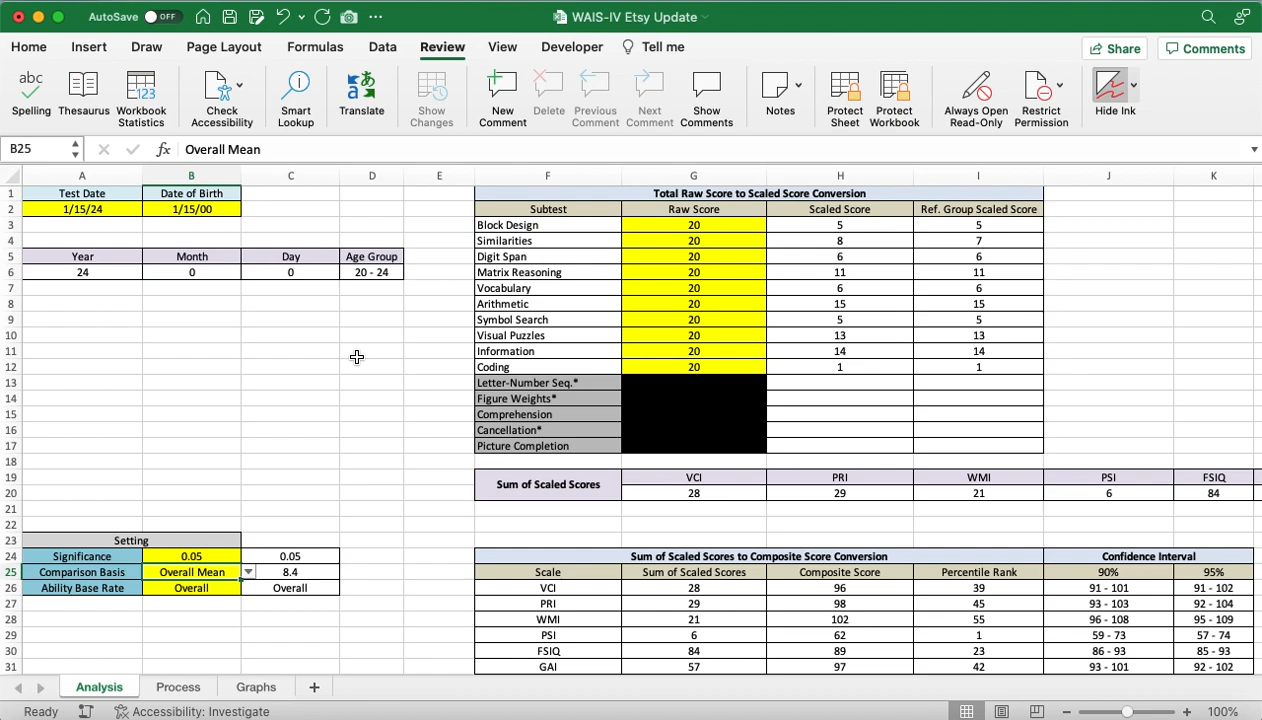 AutoSave OFF WAIS-IV Etsy Update
Home Insert Draw Page Layout Formulas Data Review View Developer Tell me Share Comments
abc
123
Spelling Thesaurus Workbook Statistics Check Accessibility Smart Lookup Translate Show Changes New Comment Delete Previous Comment Next Comment Show Comments Notes Protect Sheet Protect Workbook Always Open Read-Only Restrict Permission Hide Ink
B25 fx Overall Mean
A B C D E F G H I J K
1 Test Date Date of Birth Total Raw Score to Scaled Score Conversion
2 1/15/24 1/15/00 Subtest Raw Score Scaled Score Ref. Group Scaled Score
3 Block Design 20 5 5
4 Similarities 20 8 7
5 Year Month Day Age Group Digit Span 20 6 6
6 24 0 0 20 - 24 Matrix Reasoning 20 11 11
7 Vocabulary 20 6 6
8 Arithmetic 20 15 15
9 Symbol Search 20 5 5
10 Visual Puzzles 20 13 13
11 Information 20 14 14
12 Coding 20 1 1
13 Letter-Number Seq.*
14 Figure Weights*
15 Comprehension
16 Cancellation*
17 Picture Completion
18
19 Sum of Scaled Scores VCI PRI WMI PSI FSIQ
20 28 29 21 6 84
21
22
23 Setting
24 Significance 0.05 0.05 Sum of Scaled Scores to Composite Score Conversion Confidence Interval
25 Comparison Basis Overall Mean 8.4 Scale Sum of Scaled Scores Composite Score Percentile Rank 90% 95%
26 Ability Base Rate Overall Overall VCI 28 96 39 91 - 101 91 - 102
27 PRI 29 98 45 93 - 103 92 - 104
28 WMI 21 102 55 96 - 108 95 - 109
29 PSI 6 62 1 59 - 73 57 - 74
30 FSIQ 84 89 23 86 - 93 85 - 93
31 GAI 57 97 42 93 - 101 92 - 102
Analysis Process Graphs
Ready Accessibility: Investigate 100%